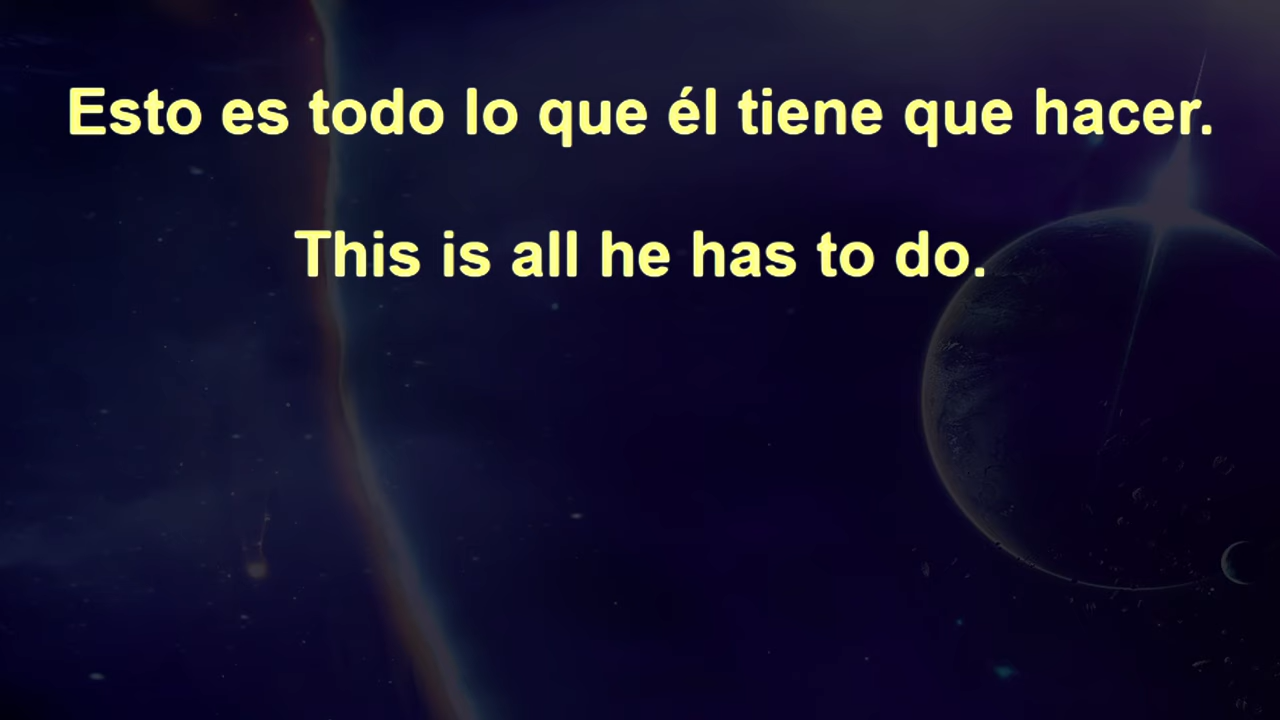 Esto es todo lo que él tiene que hacer.
This is all he has to do.